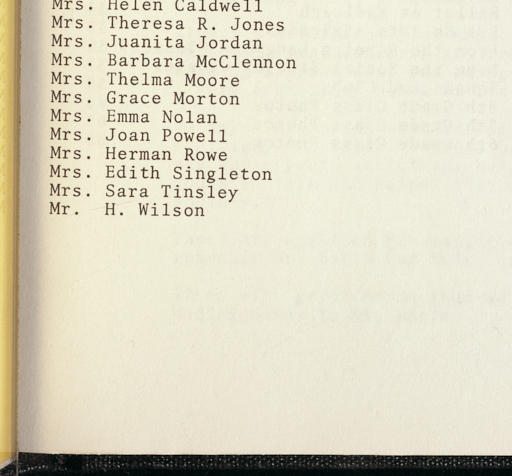 Mrs. Helen Caldwell
Mrs. Theresa R. Jones
Mrs. Juanita Jordan
Mrs. Barbara McClennon
Mrs. Thelma Moore
Mrs. Grace Morton
Mrs. Emma Nolan
Mrs. Joan Powell
Mrs. Herman Rowe
Mrs. Edith Singleton
Mrs. Sara Tinsley
Mr. H. Wilson